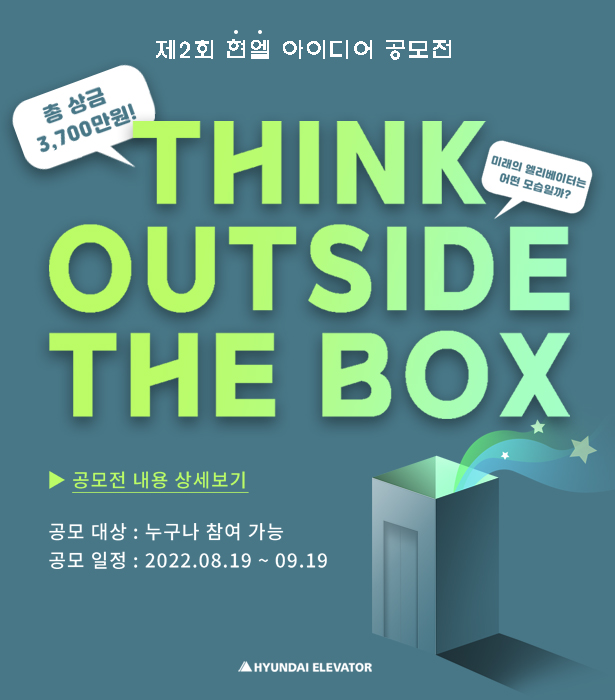 제2회 현엘 아이디어 공모전
총 상금
3,700만원!
THINK
미래의 엘리베이터는
어떤 모습일까?
OUTSIDE
THE BOX
▶ 공모전 내용 상세보기
공모 대상 : 누구나 참여 가능
공모 일정 : 2022.08.19 ~ 09.19
HYUNDAI ELEVATOR